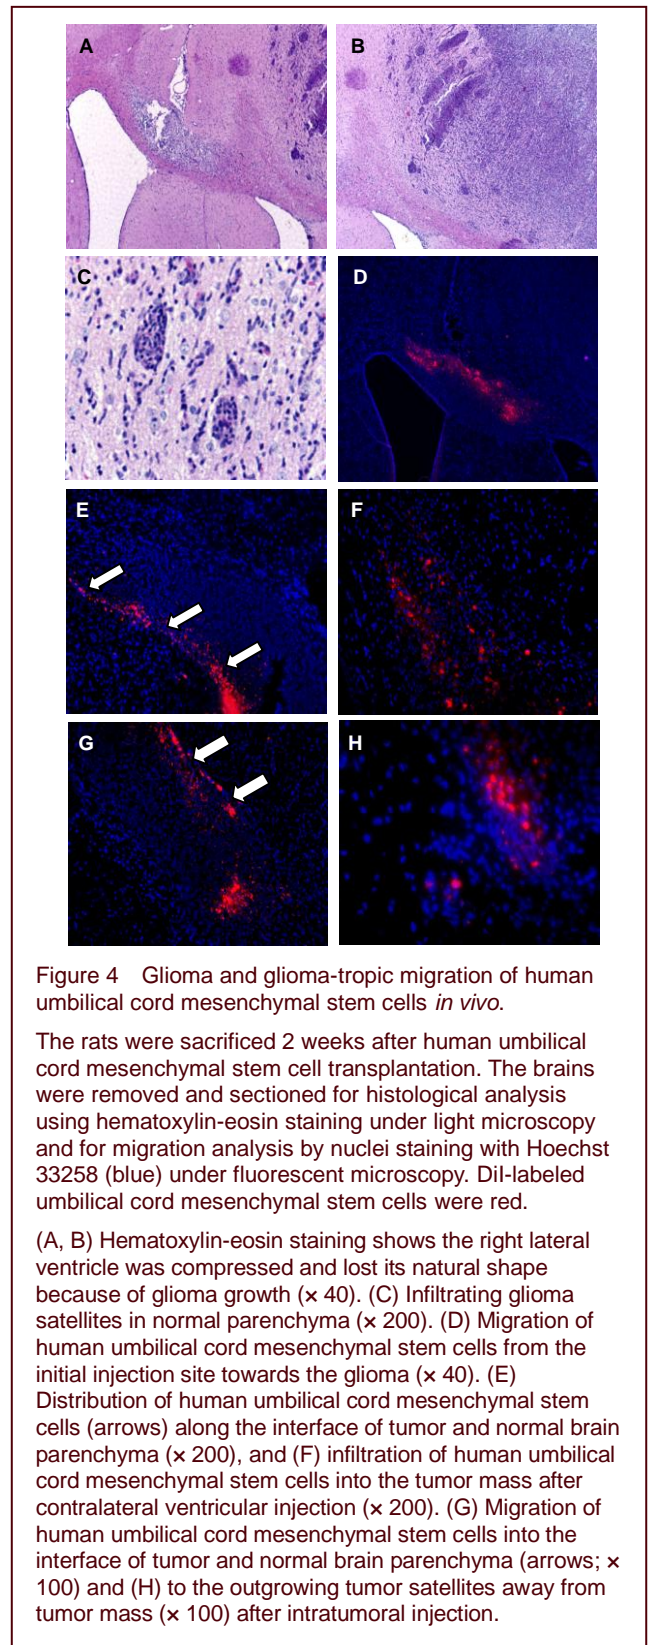 A
B
C
D
E
F
G
H
Figure 4 Glioma and glioma-tropic migration of human
umbilical cord mesenchymal stem cells in vivo.
The rats were sacrificed 2 weeks after human umbilical
cord mesenchymal stem cell transplantation. The brains
were removed and sectioned for histological analysis
using hematoxylin-eosin staining under light microscopy
and for migration analysis by nuclei staining with Hoechst
33258 (blue) under fluorescent microscopy. DiI-labeled
umbilical cord mesenchymal stem cells were red.
(A, B) Hematoxylin-eosin staining shows the right lateral
ventricle was compressed and lost its natural shape
because of glioma growth (× 40). (C) Infiltrating glioma
satellites in normal parenchyma (× 200). (D) Migration of
human umbilical cord mesenchymal stem cells from the
initial injection site towards the glioma (× 40). (E)
Distribution of human umbilical cord mesenchymal stem
cells (arrows) along the interface of tumor and normal brain
parenchyma (× 200), and (F) infiltration of human umbilical
cord mesenchymal stem cells into the tumor mass after
contralateral ventricular injection (× 200). (G) Migration of
human umbilical cord mesenchymal stem cells into the
interface of tumor and normal brain parenchyma (arrows; ×
100) and (H) to the outgrowing tumor satellites away from
tumor mass (× 100) after intratumoral injection.